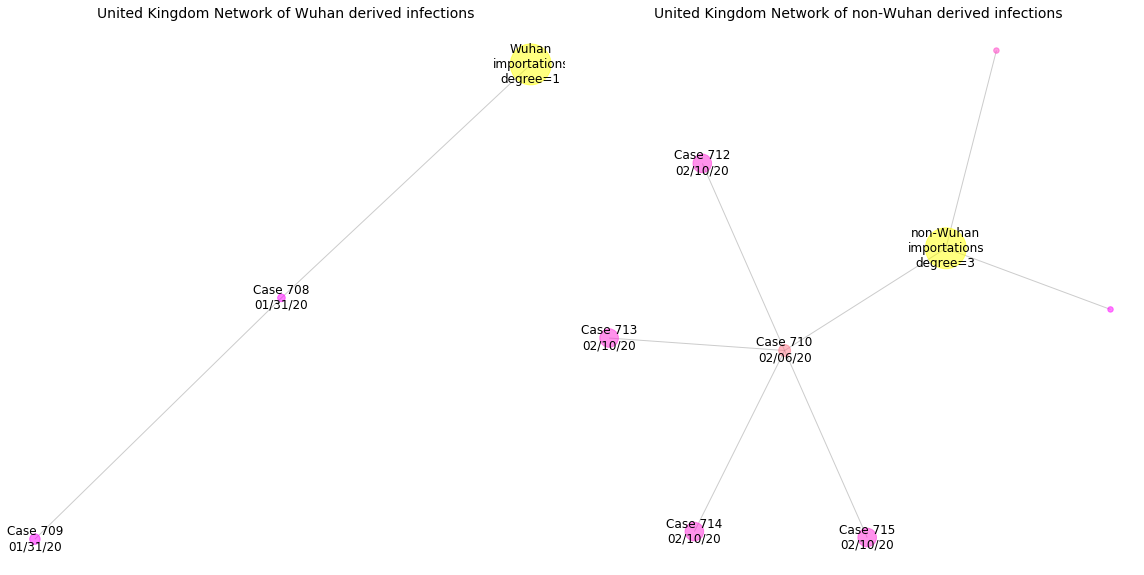 United Kingdom Network of Wuhan derived infections
Wuhan
importations
degree=1
Case 708
01/31/20
Case 709
01/31/20
United Kingdom Network of non-Wuhan derived infections
Case 712
02/10/20
non-Wuhan
importations
degree=3
Case 713
02/10/20
Case 710
02/06/20
Case 714
02/10/20
Case 715
02/10/20